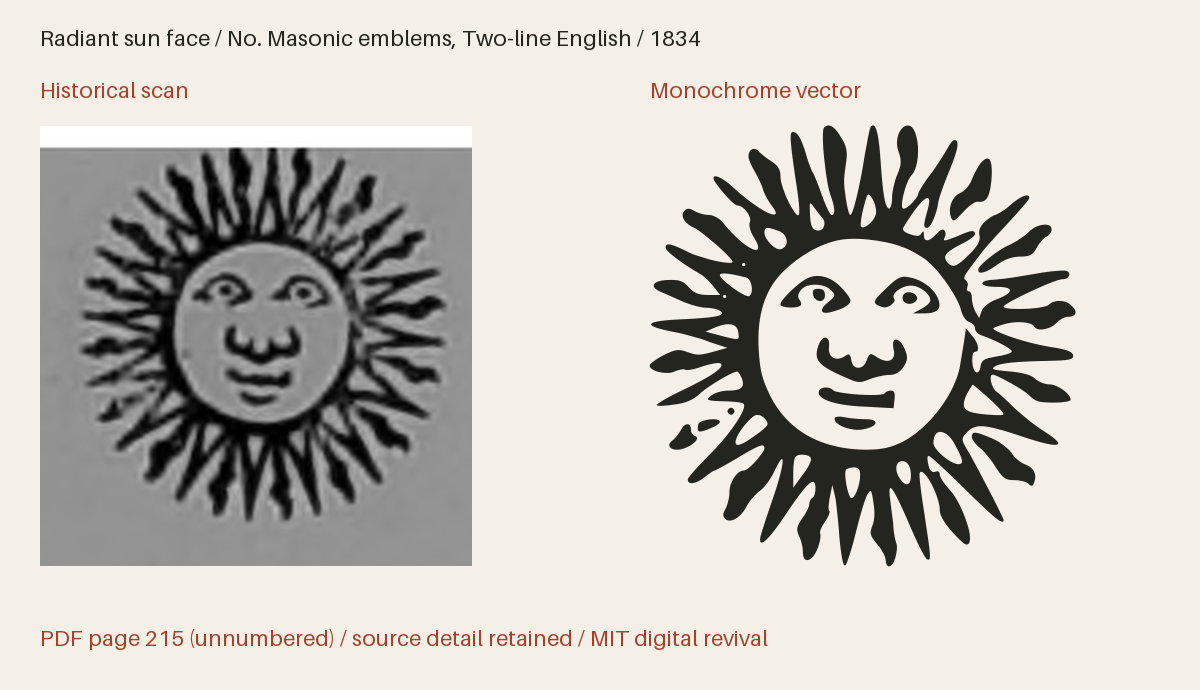 Radiant sun face / No. Masonic emblems, Two-line English / 1834
Historical scan
Monochrome vector
PDF page 215 (unnumbered) / source detail retained / MIT digital revival